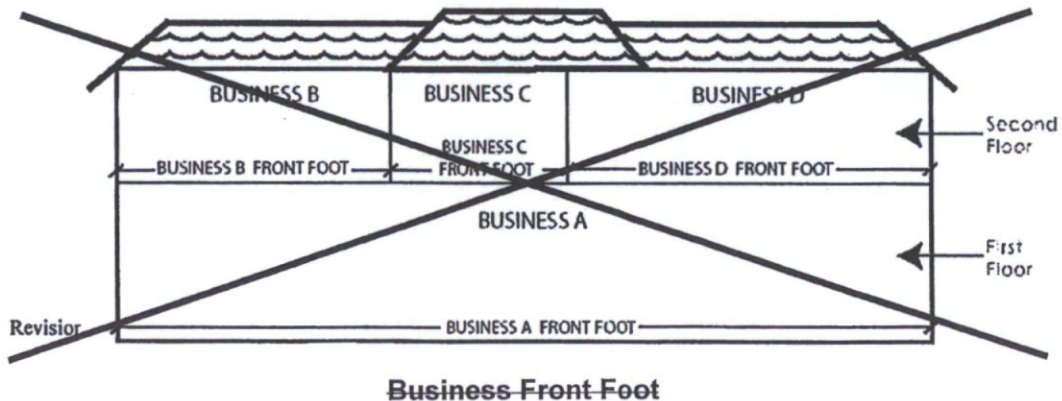 BUSINESS B
BUSINESS C
BUSINESS D
Second
Floor
BUSINESS C
BUSINESS B FRONT FOOT
FRONT FOOT
BUSINESS D FRONT FOOT
BUSINESS A
First
Floor
Revision
BUSINESS A FRONT FOOT
Business Front Foot